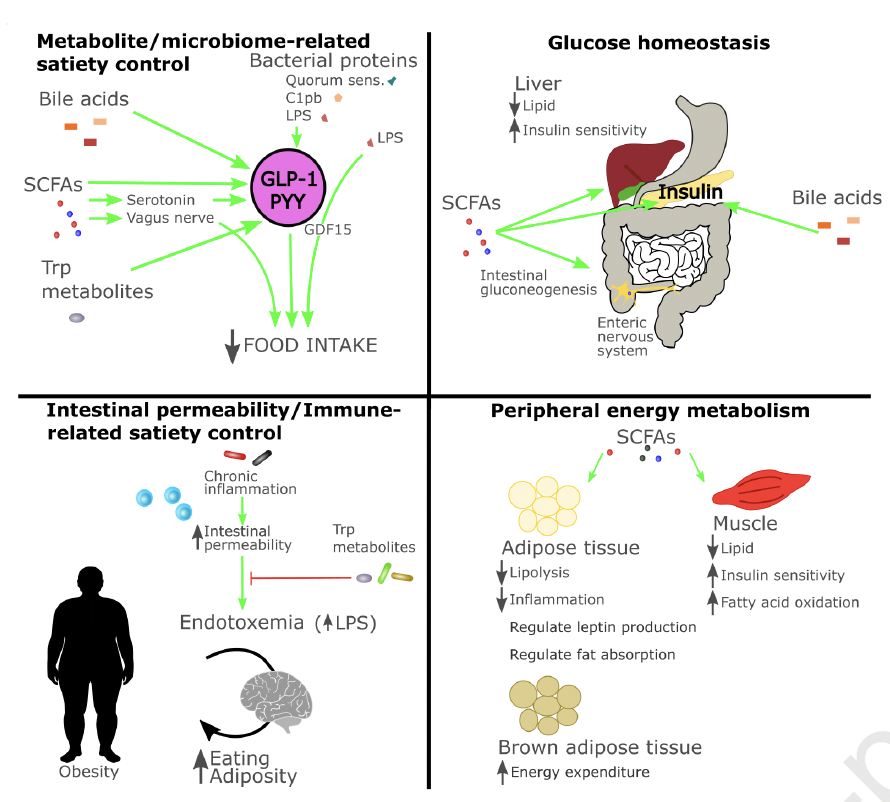 Metabolite/microbiome-related
satiety control
Bacterial proteins
Quorum sens.
C1pb
LPS
LPS
Bile acids
SCFAs
Serotonin
Vagus nerve
GLP-1
PYY
GDF15
Trp
metabolites
FOOD INTAKE
Glucose homeostasis
Liver
Lipid
Insulin sensitivity
SCFAs
Insulin
Bile acids
Intestinal
gluconeogenesis
Enteric
nervous
system
Intestinal permeability/Immune-
related satiety control
Chronic
inflammation
Intestinal
permeability
Trp
metabolites
Endotoxemia (LPS)
Eating
Adiposity
Obesity
Peripheral energy metabolism
SCFAs
Adipose tissue
Lipolysis
Inflammation
Regulate leptin production
Regulate fat absorption
Muscle
Lipid
Insulin sensitivity
Fatty acid oxidation
Brown adipose tissue
Energy expenditure